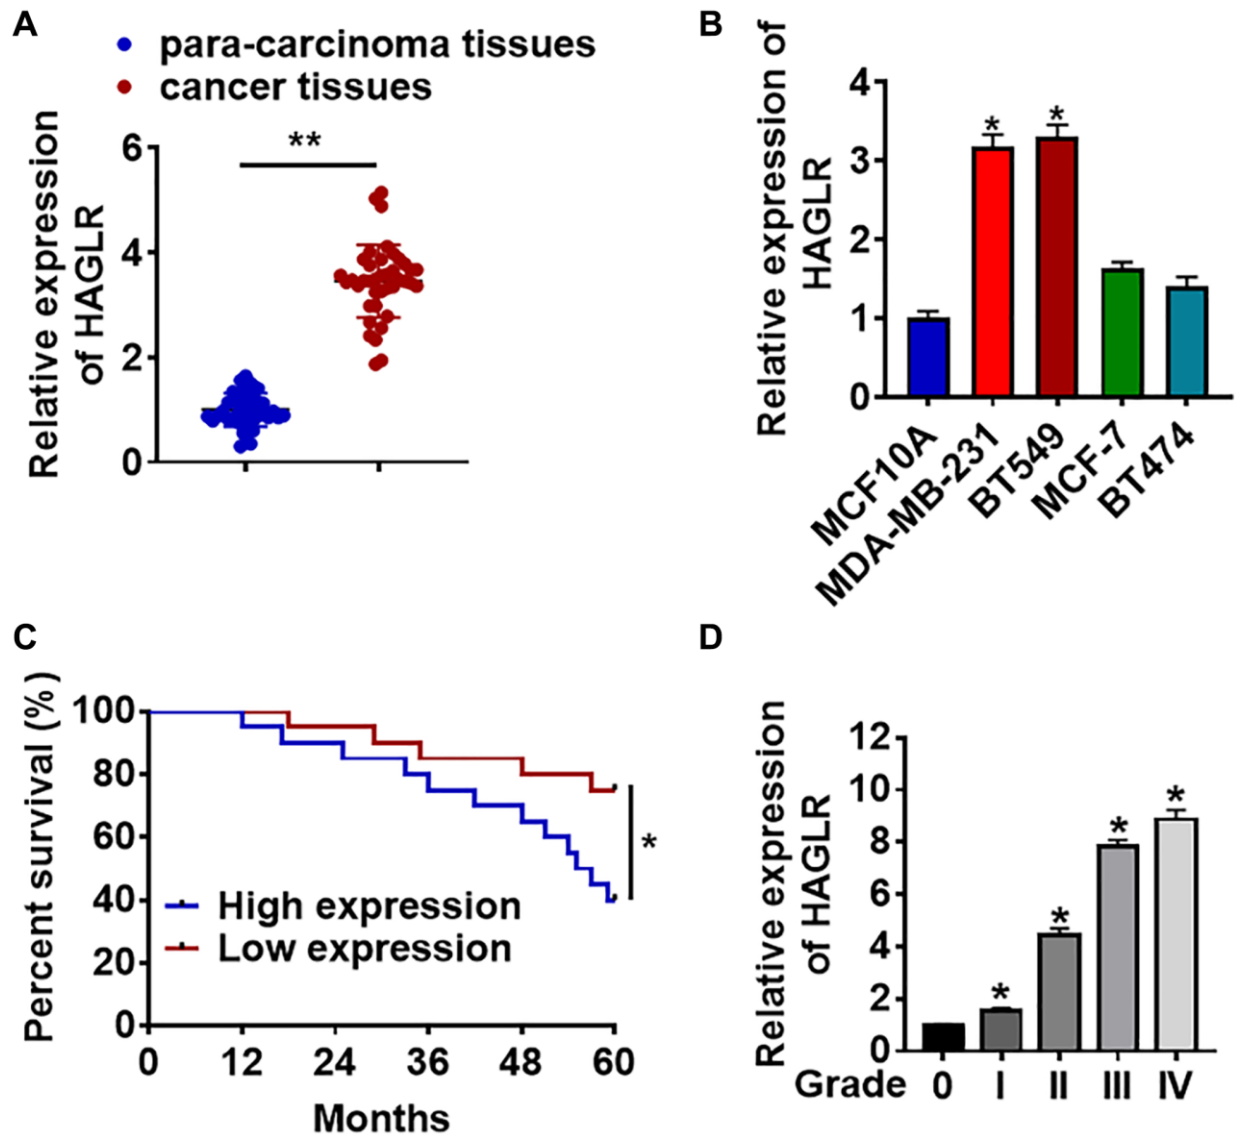 A
para-carcinoma tissues
cancer tissues
Relative expression
of HAGLR
6
4
2
0
**
B
Relative expression of
HAGLR
4
3
2
1
0
*
*
MCF10A
MDA-MB-231
BT549
MCF-7
BT474
C
Percent survival (%)
100
80
60
40
20
0
High expression
Low expression
*
0 12 24 36 48 60
Months
D
Relative expression
of HAGLR
12
10
8
6
4
2
0
*
*
*
*
Grade 0 I II III IV